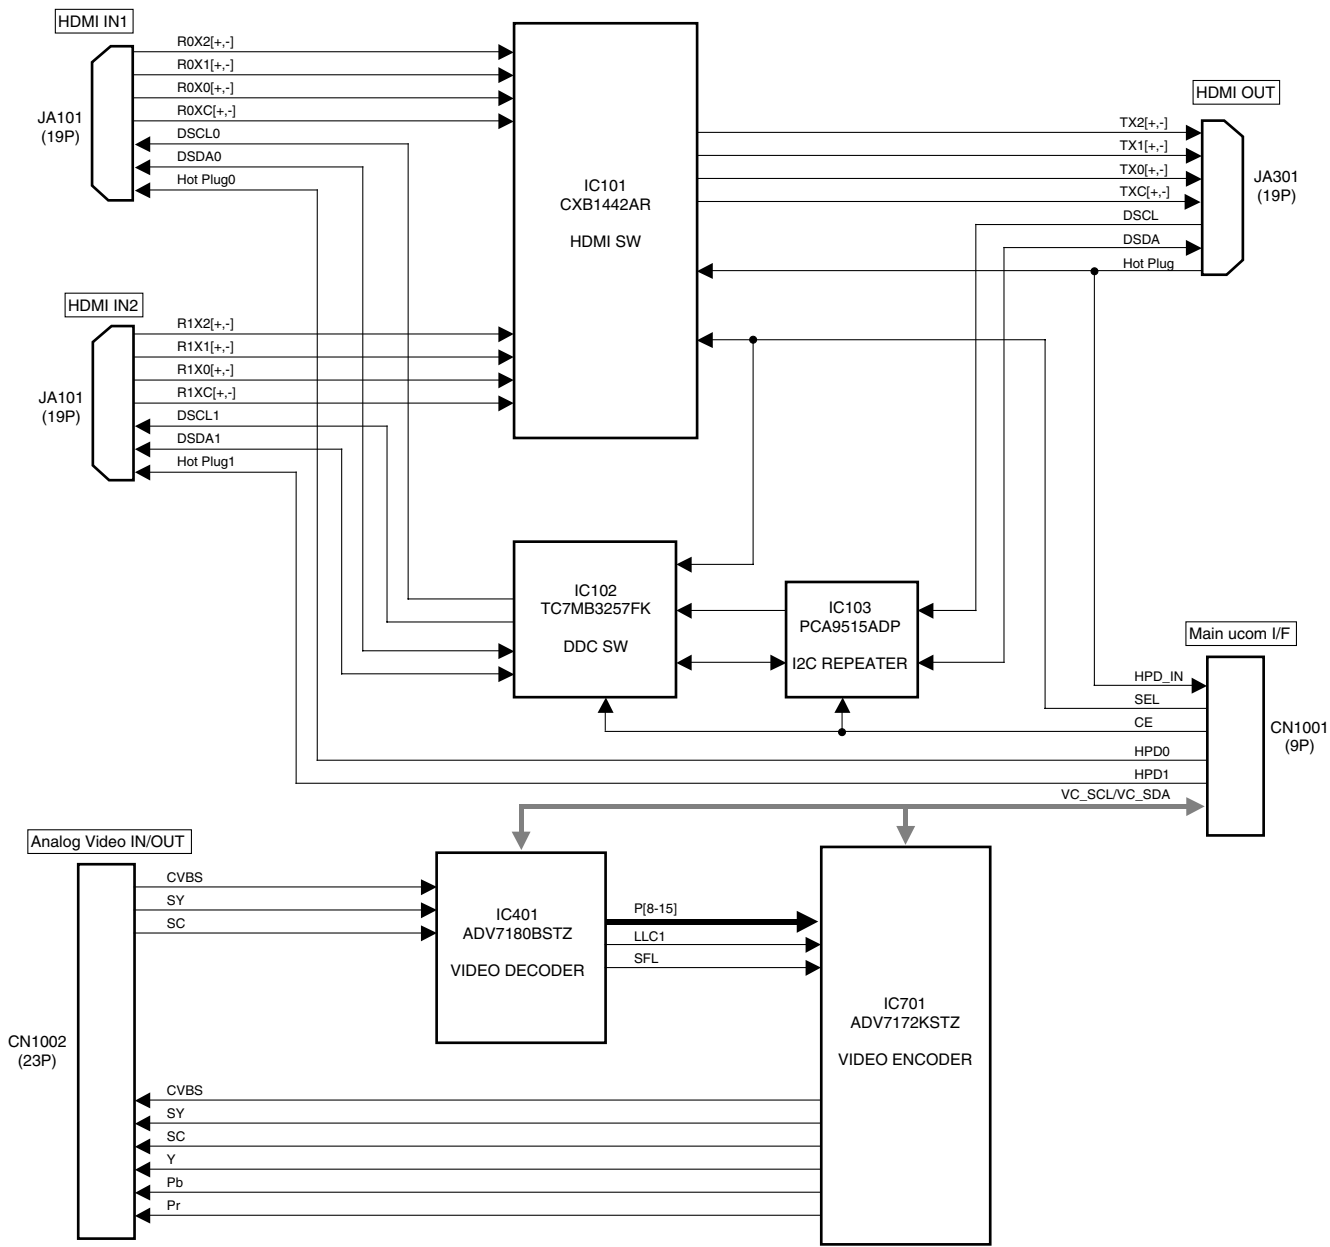 HDMI IN1
JA101
(19P)
R0X2[+,-]
R0X1[+,-]
R0X0[+,-]
R0XC[+,-]
DSCL0
DSDA0
Hot Plug0
IC101
CXB1442AR
HDMI SW
HDMI OUT
TX2[+,-]
TX1[+,-]
TX0[+,-]
TXC[+,-]
DSCL
DSDA
Hot Plug
JA301
(19P)
HDMI IN2
JA101
(19P)
R1X2[+,-]
R1X1[+,-]
R1X0[+,-]
R1XC[+,-]
DSCL1
DSDA1
Hot Plug1
IC102
TC7MB3257FK
DDC SW
IC103
PCA9515ADP
I2C REPEATER
Main ucom I/F
HPD_IN
SEL
CE
HPD0
HPD1
VC_SCL/VC_SDA
CN1001
(9P)
Analog Video IN/OUT
CN1002
(23P)
CVBS
SY
SC
IC401
ADV7180BSTZ
VIDEO DECODER
P[8-15]
LLC1
SFL
IC701
ADV7172KSTZ
VIDEO ENCODER
CVBS
SY
SC
Y
Pb
Pr